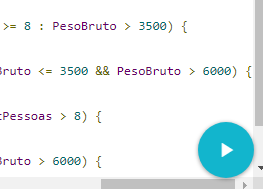 >= 8 : PesoBruto > 3500) {
Bruto <= 3500 && PesoBruto > 6000) {
tPessoas > 8) {
Bruto > 6000) {